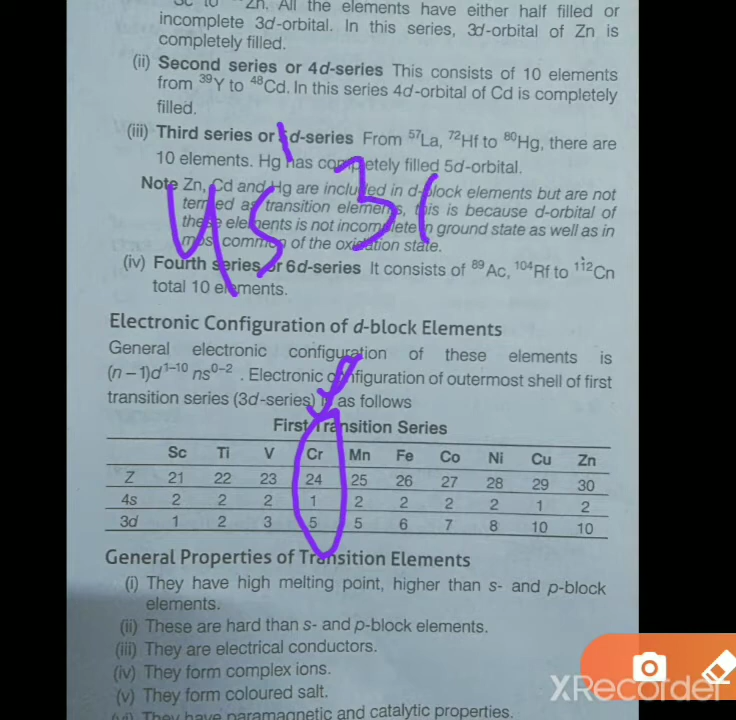 Sc to Zn. All the elements have either half filled or
incomplete 3d-orbital. In this series, 3d-orbital of Zn is
completely filled.
(ii) Second series or 4d-series This consists of 10 elements
from ³⁹Y to ⁴⁸Cd. In this series 4d-orbital of Cd is completely
filled.
(iii) Third series or d-series From ⁵⁷La, ⁷²Hf to ⁸⁰Hg, there are
10 elements. Hg has completely filled 5d-orbital.
Note Zn, Cd and Hg are included in d-block elements but are not
termed as transition elements, this is because d-orbital of
these elements is not incomplete in ground state as well as in
most common of the oxidation state.
(iv) Fourth series or 6d-series It consists of ⁸⁹Ac, ¹⁰⁴Rf to ¹¹²Cn
total 10 elements.
Electronic Configuration of d-block Elements
General electronic configuration of these elements is
(n – 1)d¹⁻¹⁰ ns⁰⁻². Electronic configuration of outermost shell of first
transition series (3d-series) is as follows
First Transition Series
Sc Ti V Cr Mn Fe Co Ni Cu Zn
Z 21 22 23 24 25 26 27 28 29 30
4s 2 2 2 1 2 2 2 2 1 2
3d 1 2 3 5 5 6 7 8 10 10
General Properties of Transition Elements
(i) They have high melting point, higher than s- and p-block
elements.
(ii) These are hard than s- and p-block elements.
(iii) They are electrical conductors.
(iv) They form complex ions.
(v) They form coloured salt.
(vi) They have paramagnetic and catalytic properties.
XRecorder